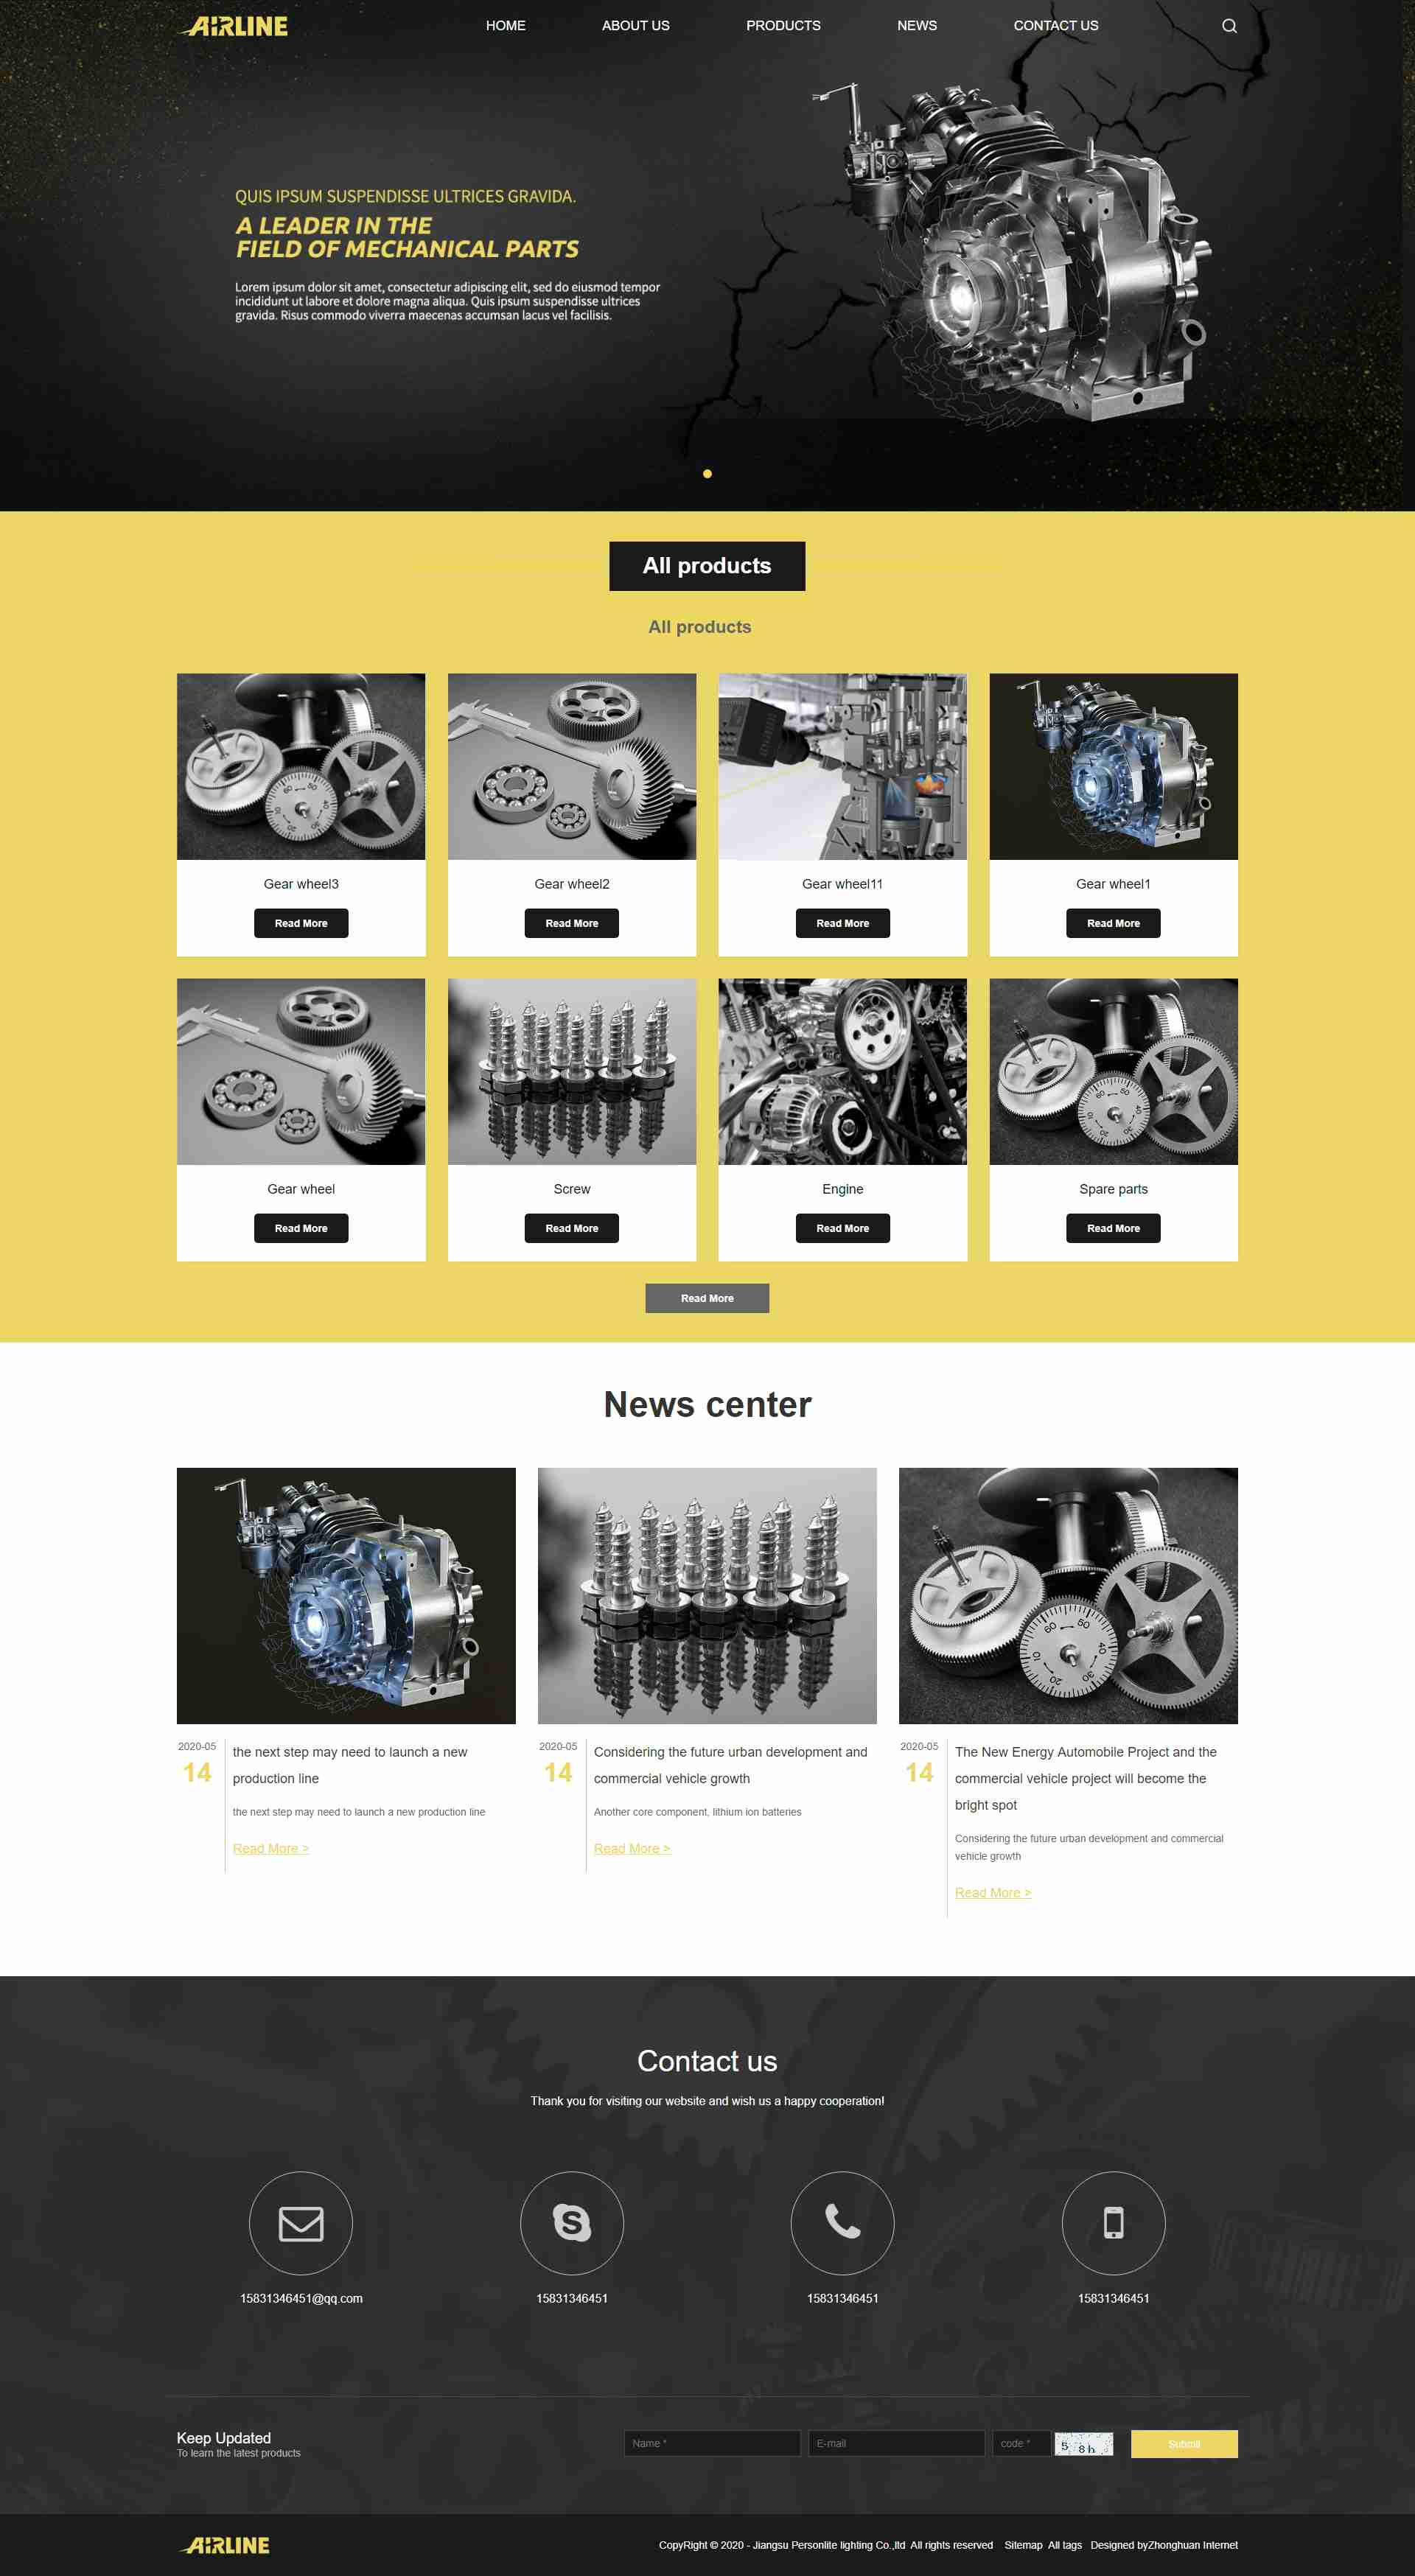 AIRLINE
HOME ABOUT US PRODUCTS NEWS CONTACT US
QUIS IPSUM SUSPENDISSE ULTRICES GRAVIDA.
A LEADER IN THE
FIELD OF MECHANICAL PARTS
Lorem ipsum dolor sit amet, consectetur adipiscing elit, sed do eiusmod tempor
incididunt ut labore et dolore magna aliqua. Quis ipsum suspendisse ultrices
gravida. Risus commodo viverra maecenas accumsan lacus vel facilisis.
All products
All products
Gear wheel3
Read More
Gear wheel2
Read More
Gear wheel11
Read More
Gear wheel1
Read More
Gear wheel
Read More
Screw
Read More
Engine
Read More
Spare parts
Read More
Read More
News center
2020-05
14
the next step may need to launch a new
production line
the next step may need to launch a new production line
Read More >
2020-05
14
Considering the future urban development and
commercial vehicle growth
Another core component, lithium ion batteries
Read More >
2020-05
14
The New Energy Automobile Project and the
commercial vehicle project will become the
bright spot
Considering the future urban development and commercial
vehicle growth
Read More >
Contact us
Thank you for visiting our website and wish us a happy cooperation!
15831346451@qq.com
15831346451
15831346451
15831346451
Keep Updated
To learn the latest products
Name *
E-mail
code *
5 8h
Submit
AIRLINE
CopyRight © 2020 - Jiangsu Personlite lighting Co.,ltd All rights reserved Sitemap All tags Designed byZhonghuan Internet